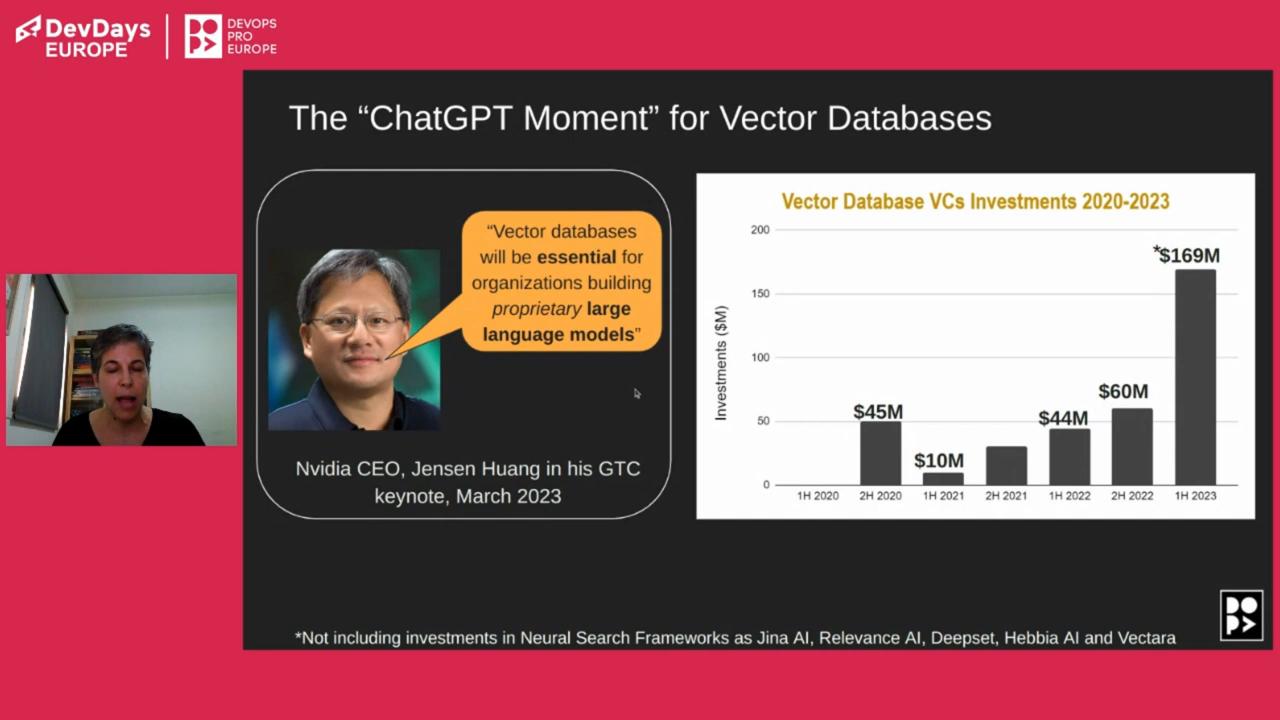 DevDays
EUROPE
DEVOPS
PRO
EUROPE
The “ChatGPT Moment” for Vector Databases
“Vector databases
will be essential for
organizations building
proprietary large
language models”
Nvidia CEO, Jensen Huang in his GTC
keynote, March 2023
Vector Database VCs Investments 2020-2023
Investments ($M)
200
150
100
50
0
$45M
$10M
$44M
$60M
*$169M
1H 2020
2H 2020
1H 2021
2H 2021
1H 2022
2H 2022
1H 2023
*Not including investments in Neural Search Frameworks as Jina AI, Relevance AI, Deepset, Hebbia AI and Vectara